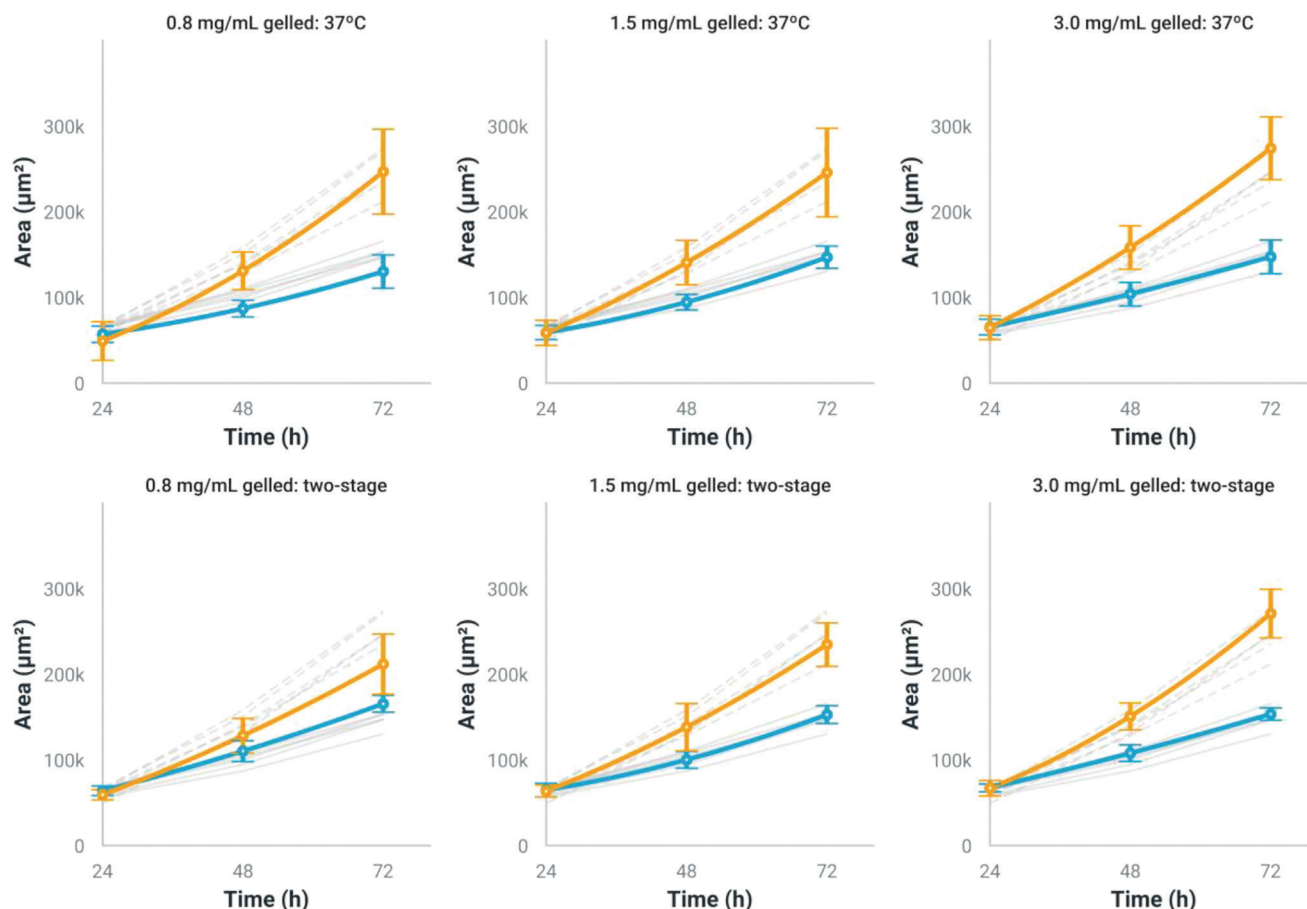 0.8 mg/mL gelled: 37ºC
300k
200k
100k
0
24
48
72
Area (µm²)
Time (h)
1.5 mg/mL gelled: 37ºC
300k
200k
100k
0
24
48
72
Area (µm²)
Time (h)
3.0 mg/mL gelled: 37ºC
300k
200k
100k
0
24
48
72
Area (µm²)
Time (h)
0.8 mg/mL gelled: two-stage
300k
200k
100k
0
24
48
72
Area (µm²)
Time (h)
1.5 mg/mL gelled: two-stage
300k
200k
100k
0
24
48
72
Area (µm²)
Time (h)
3.0 mg/mL gelled: two-stage
300k
200k
100k
0
24
48
72
Area (µm²)
Time (h)